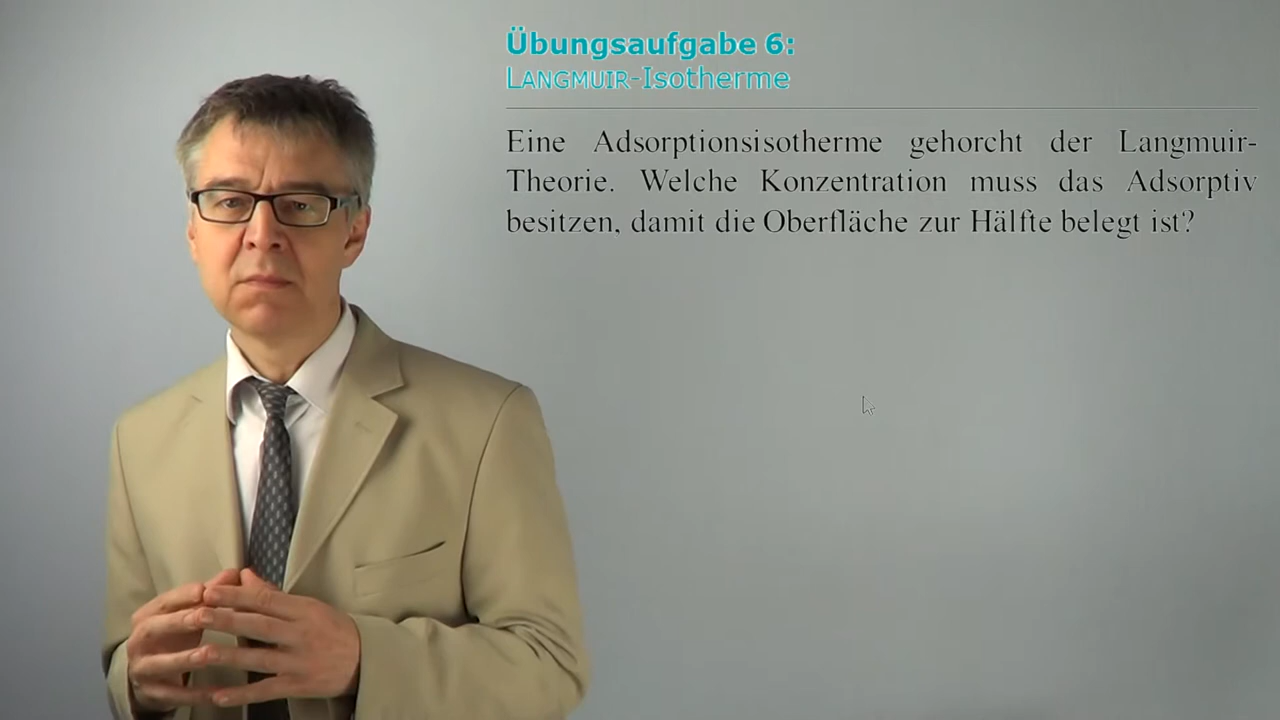 Übungsaufgabe 6:
LANGMUIR-Isotherme
Eine Adsorptionsisotherme gehorcht der Langmuir-
Theorie. Welche Konzentration muss das Adsorptiv
besitzen, damit die Oberfläche zur Hälfte belegt ist?